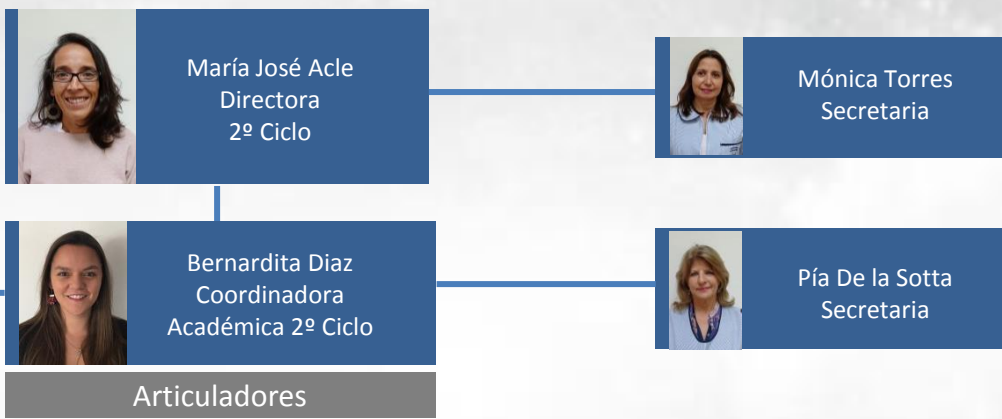 María José Acle
Directora
2º Ciclo
Mónica Torres
Secretaria
Bernardita Diaz
Coordinadora
Académica 2º Ciclo
Pía De la Sotta
Secretaria
Articuladores